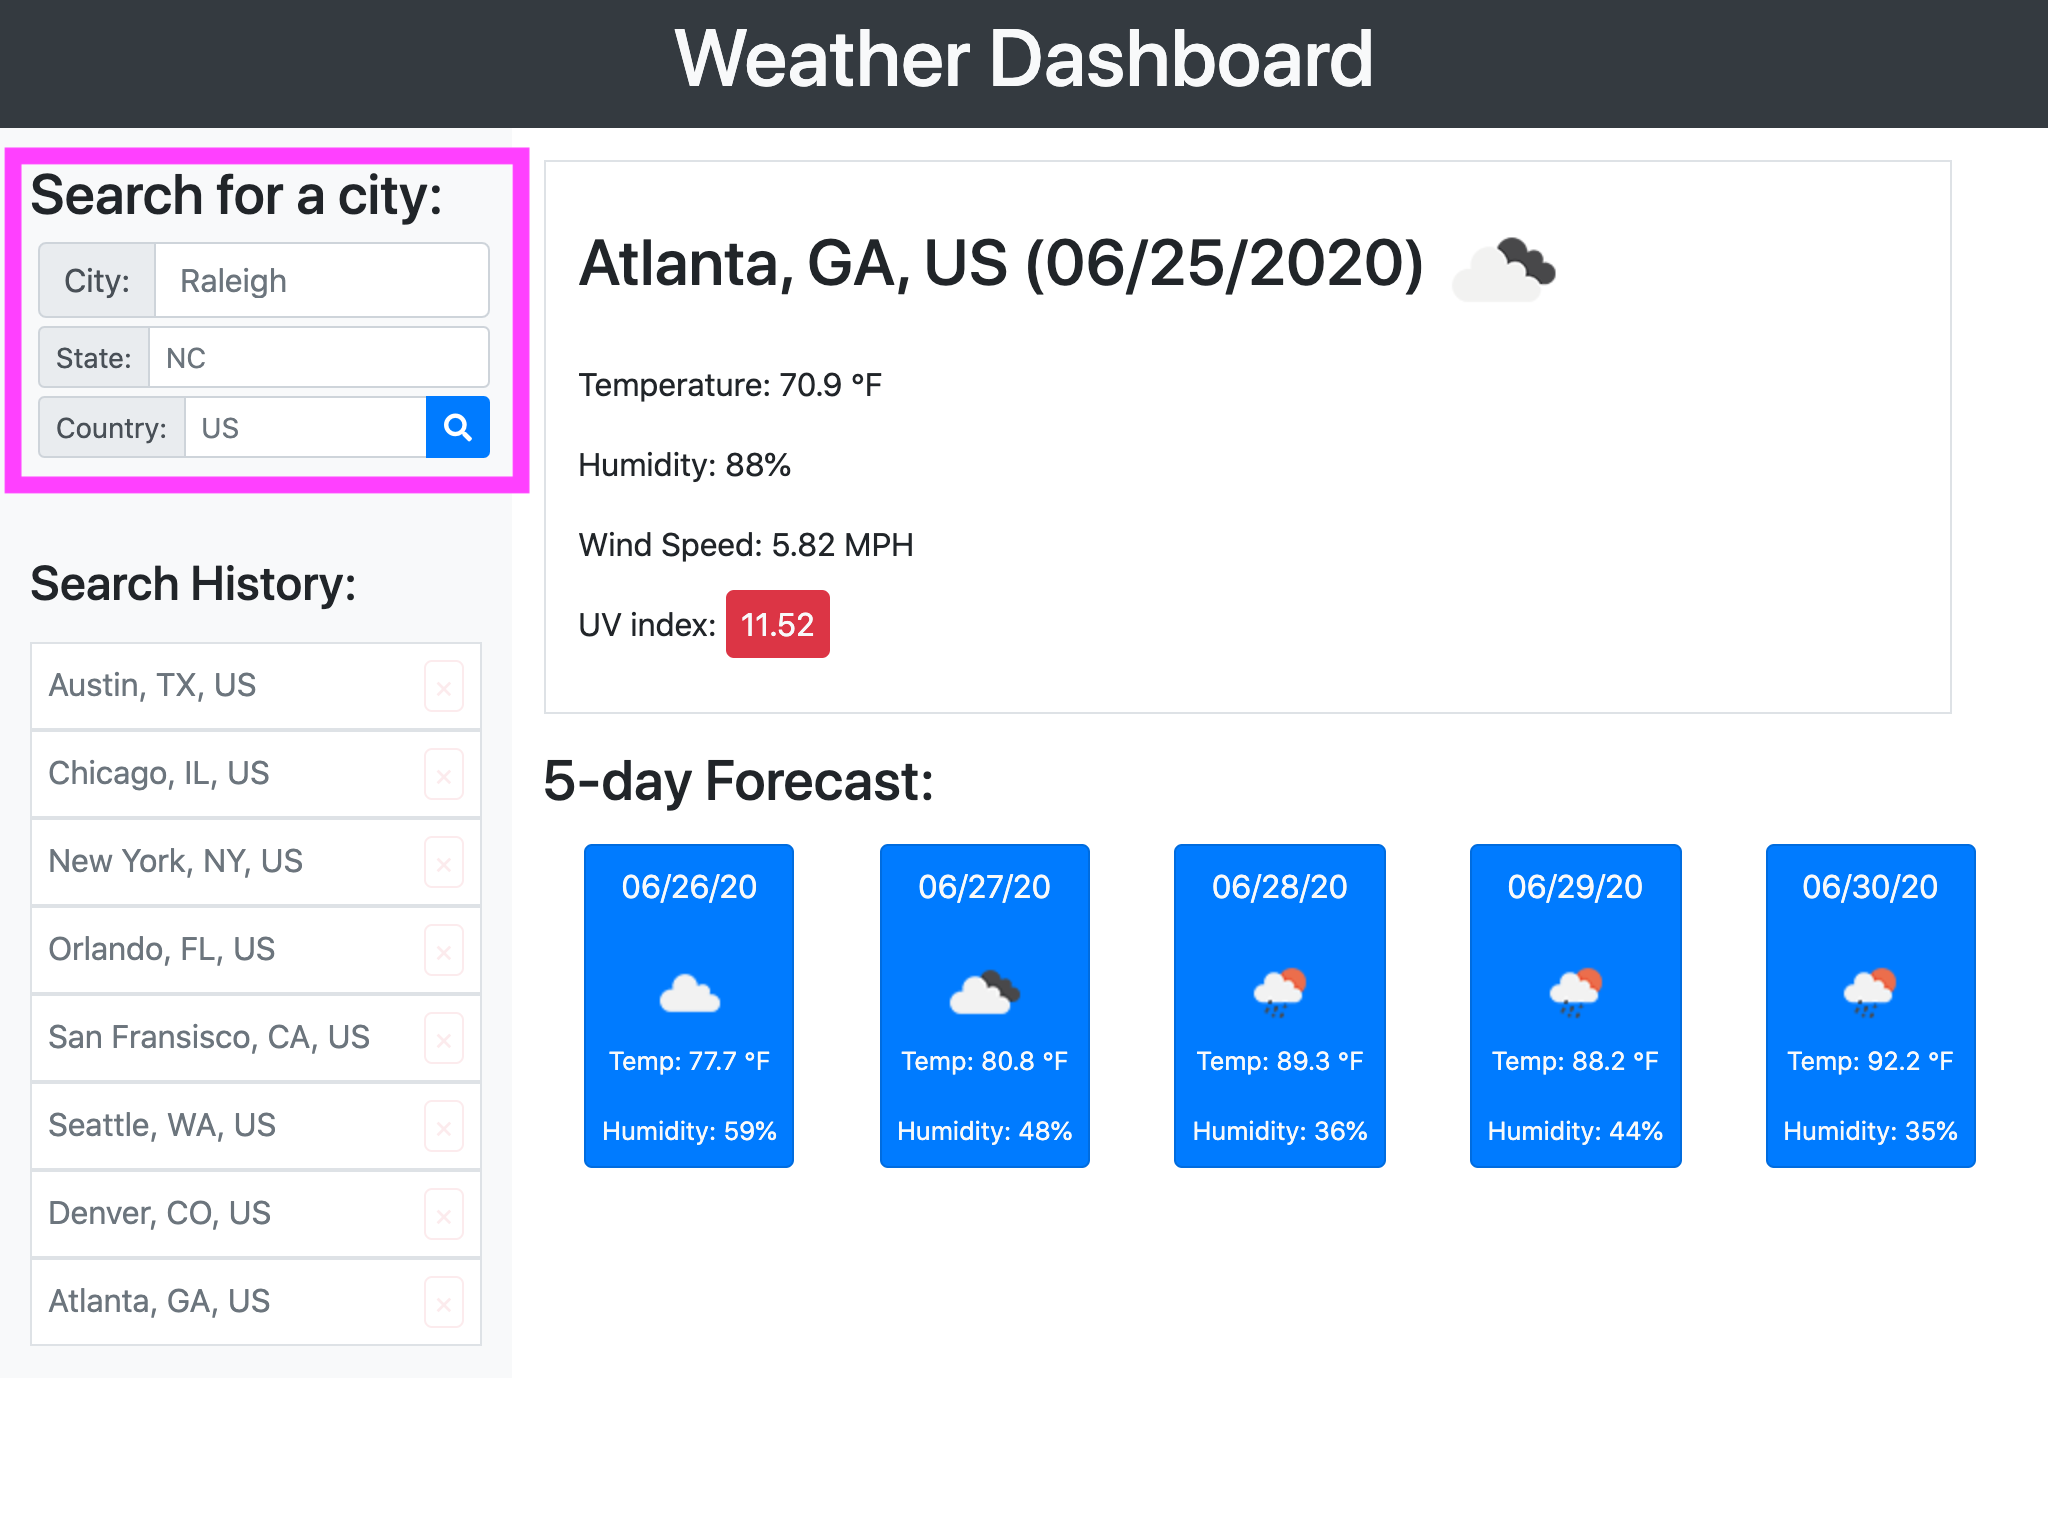 Weather Dashboard
Search for a city:
City: Raleigh
State: NC
Country: US
Search History:
Austin, TX, US ×
Chicago, IL, US ×
New York, NY, US ×
Orlando, FL, US ×
San Fransisco, CA, US ×
Seattle, WA, US ×
Denver, CO, US ×
Atlanta, GA, US ×
Atlanta, GA, US (06/25/2020)
Temperature: 70.9 °F
Humidity: 88%
Wind Speed: 5.82 MPH
UV index: 11.52
5-day Forecast:
06/26/20
Temp: 77.7 °F
Humidity: 59%
06/27/20
Temp: 80.8 °F
Humidity: 48%
06/28/20
Temp: 89.3 °F
Humidity: 36%
06/29/20
Temp: 88.2 °F
Humidity: 44%
06/30/20
Temp: 92.2 °F
Humidity: 35%